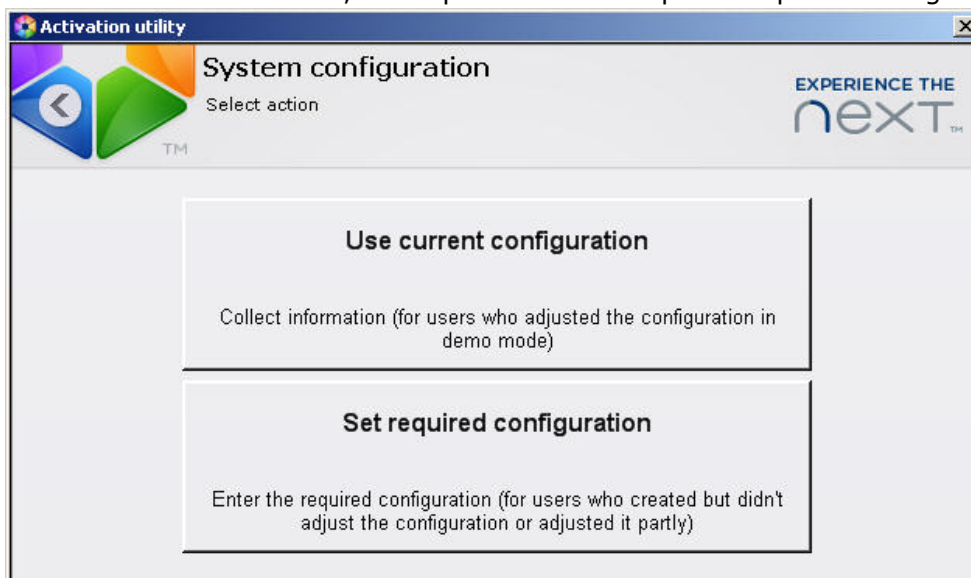 Activation utility
System configuration
Select action
EXPERIENCE THE
nexT™
TM
Use current configuration
Collect information (for users who adjusted the configuration in
demo mode)
Set required configuration
Enter the required configuration (for users who created but didn't
adjust the configuration or adjusted it partly)